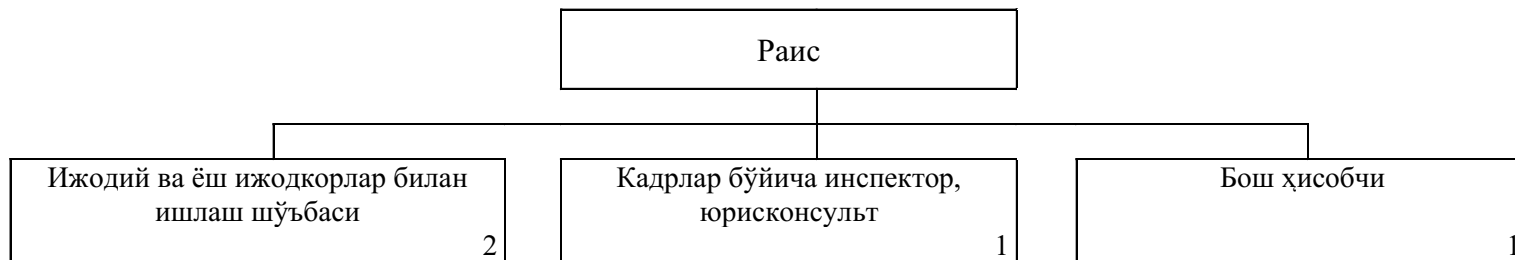 Раис
Ижодий ва ёш ижодкорлар билан
ишлаш шўъбаси
2
Кадрлар бўйича инспектор,
юрисконсульт
1
Бош ҳисобчи
1